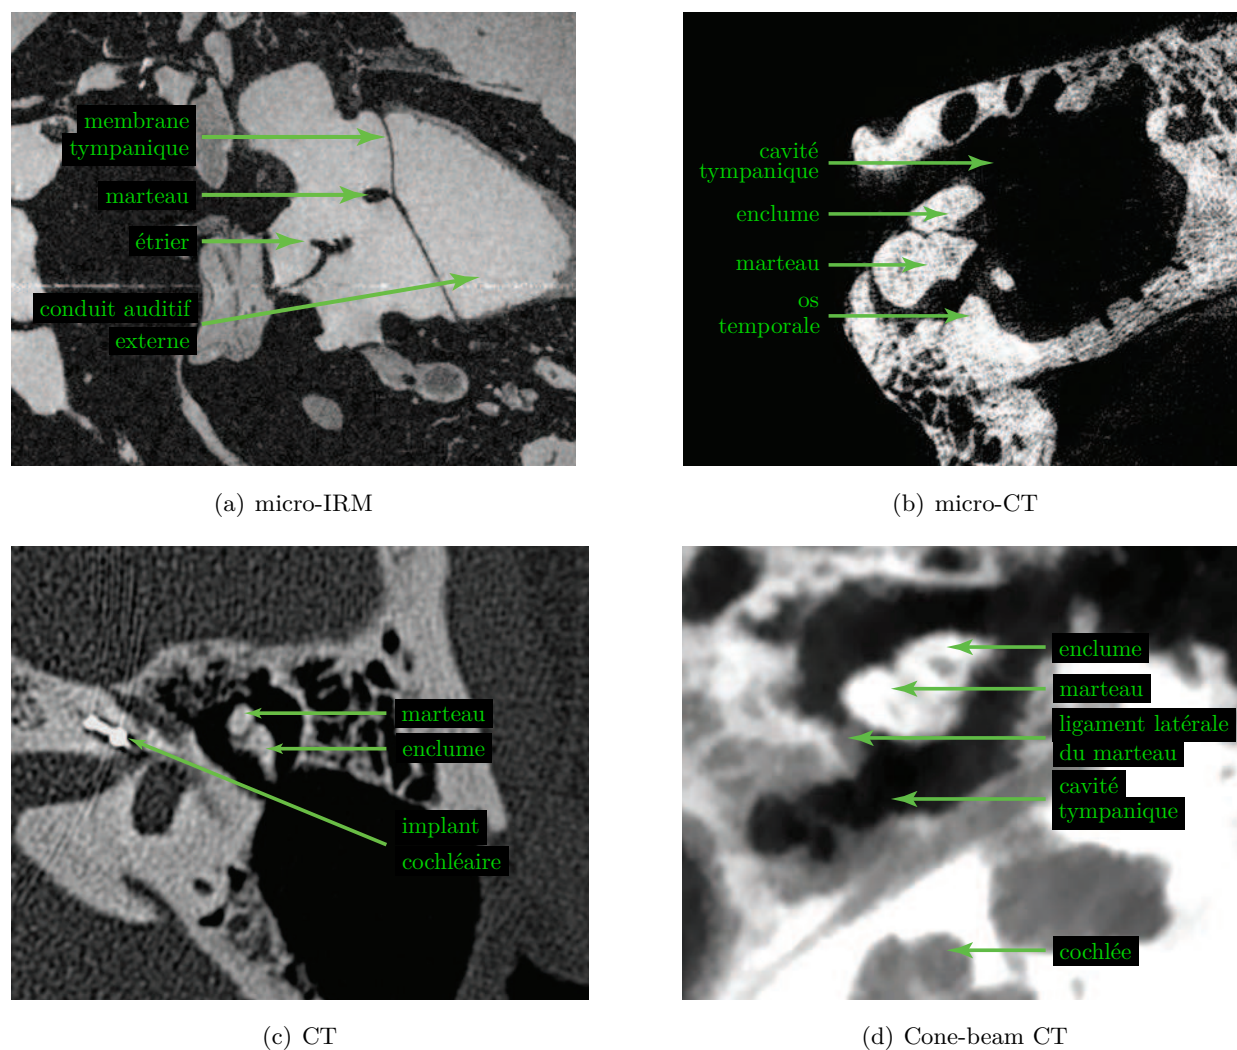 membrane
tympanique
marteau
étrier
conduit auditif
externe
(a) micro-IRM
cavité
tympanique
enclume
marteau
os
temporale
(b) micro-CT
marteau
enclume
implant
cochléaire
(c) CT
enclume
marteau
ligament latérale
du marteau
cavité
tympanique
cochlée
(d) Cone-beam CT